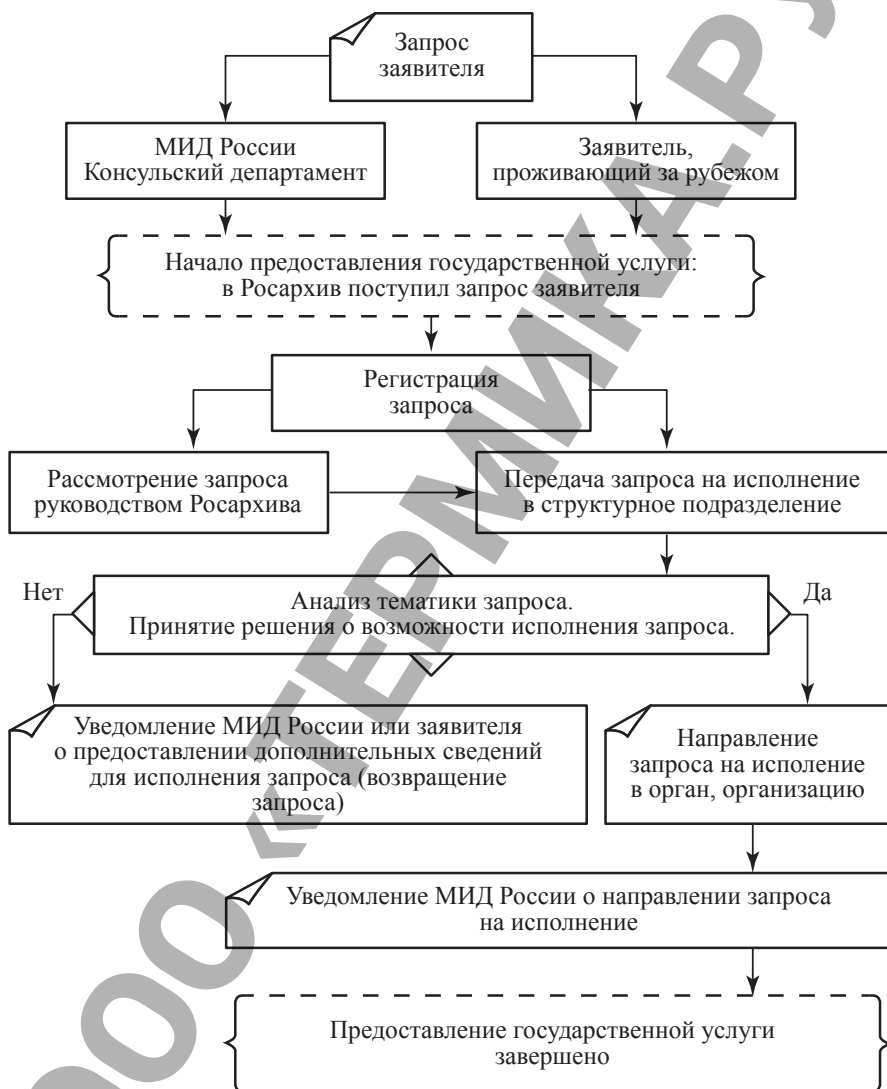 Запрос
заявителя
МИД России
Консульский департамент
Заявитель,
проживающий за рубежом
Начало предоставления государственной услуги:
в Росархив поступил запрос заявителя
Регистрация
запроса
Рассмотрение запроса
руководством Росархива
Передача запроса на исполнение
в структурное подразделение
Нет
Анализ тематики запроса.
Принятие решения о возможности исполнения запроса.
Да
Уведомление МИД России или заявителя
о предоставлении дополнительных сведений
для исполнения запроса (возвращение
запроса)
Направление
запроса на исполение
в орган, организацию
Уведомление МИД России о направлении запроса
на исполнение
Предоставление государственной услуги
завершено
ООО «ТЕРМИКА.РУ